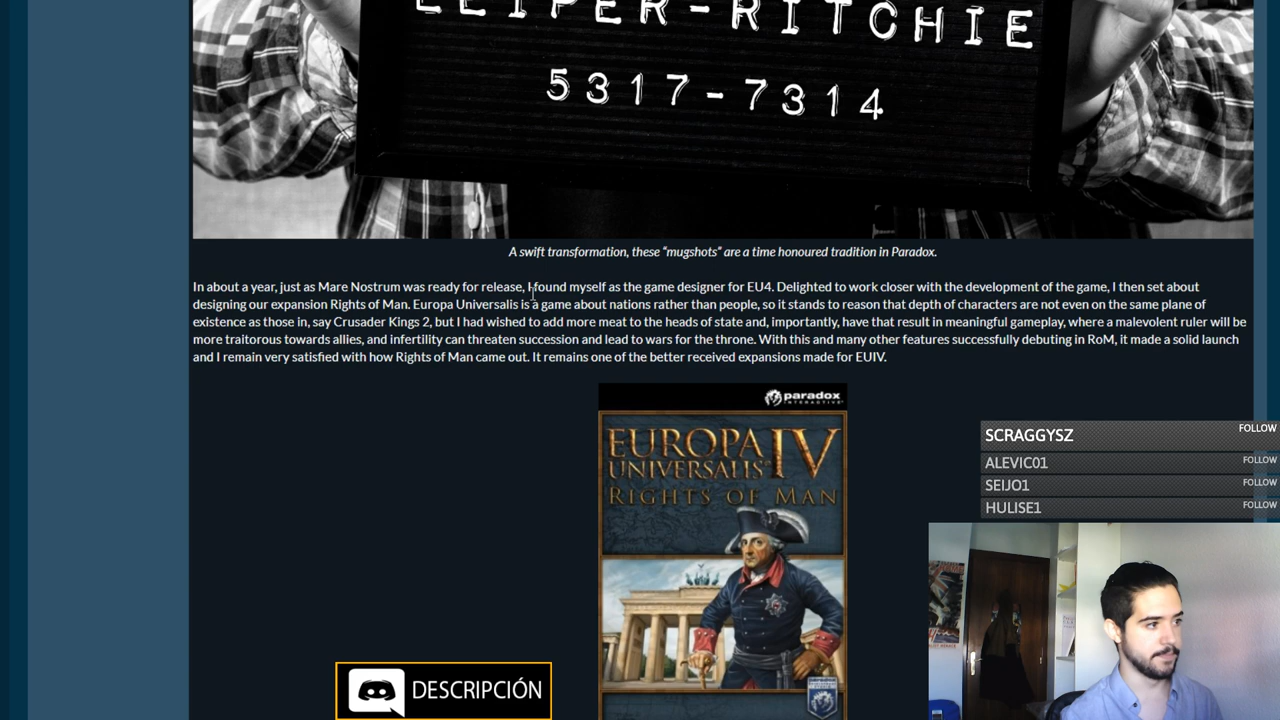 LEIPER-RITCHIE
5317-7314
A swift transformation, these “mugshots” are a time honoured tradition in Paradox.
In about a year, just as Mare Nostrum was ready for release, I found myself as the game designer for EU4. Delighted to work closer with the development of the game, I then set about
designing our expansion Rights of Man. Europa Universalis is a game about nations rather than people, so it stands to reason that depth of characters are not even on the same plane of
existence as those in, say Crusader Kings 2, but I had wished to add more meat to the heads of state and, importantly, have that result in meaningful gameplay, where a malevolent ruler will be
more traitorous towards allies, and infertility can threaten succession and lead to wars for the throne. With this and many other features successfully debuting in RoM, it made a solid launch
and I remain very satisfied with how Rights of Man came out. It remains one of the better received expansions made for EUIV.
paradox
INTERACTIVE
EUROPA
UNIVERSALIS IV
RIGHTS OF MAN
SCRAGGYSZ FOLLOW
ALEVIC01 FOLLOW
SEIJO1 FOLLOW
HULISE1 FOLLOW
DESCRIPCIÓN